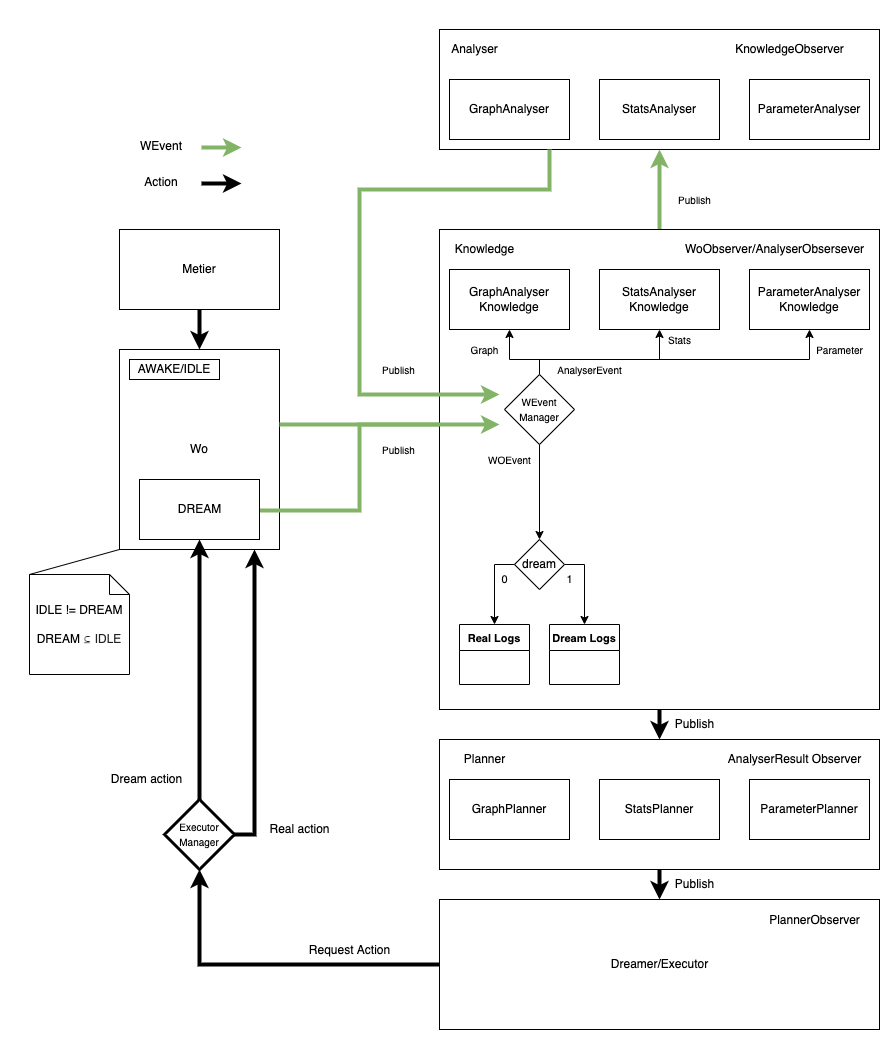 Analyser
KnowledgeObserver
GraphAnalyser
StatsAnalyser
ParameterAnalyser
WEvent
Action
Publish
Metier
Knowledge
WoObserver/AnalyserObsersever
GraphAnalyser
Knowledge
StatsAnalyser
Knowledge
ParameterAnalyser
Knowledge
Graph
Stats
Parameter
AnalyserEvent
AWAKE/IDLE
Publish
WEvent
Manager
Wo
Publish
WOEvent
DREAM
dream
0
1
IDLE != DREAM
DREAM ⊊ IDLE
Real Logs
Dream Logs
Publish
Planner
AnalyserResult Observer
GraphPlanner
StatsPlanner
ParameterPlanner
Dream action
Executor
Manager
Real action
Publish
PlannerObserver
Request Action
Dreamer/Executor